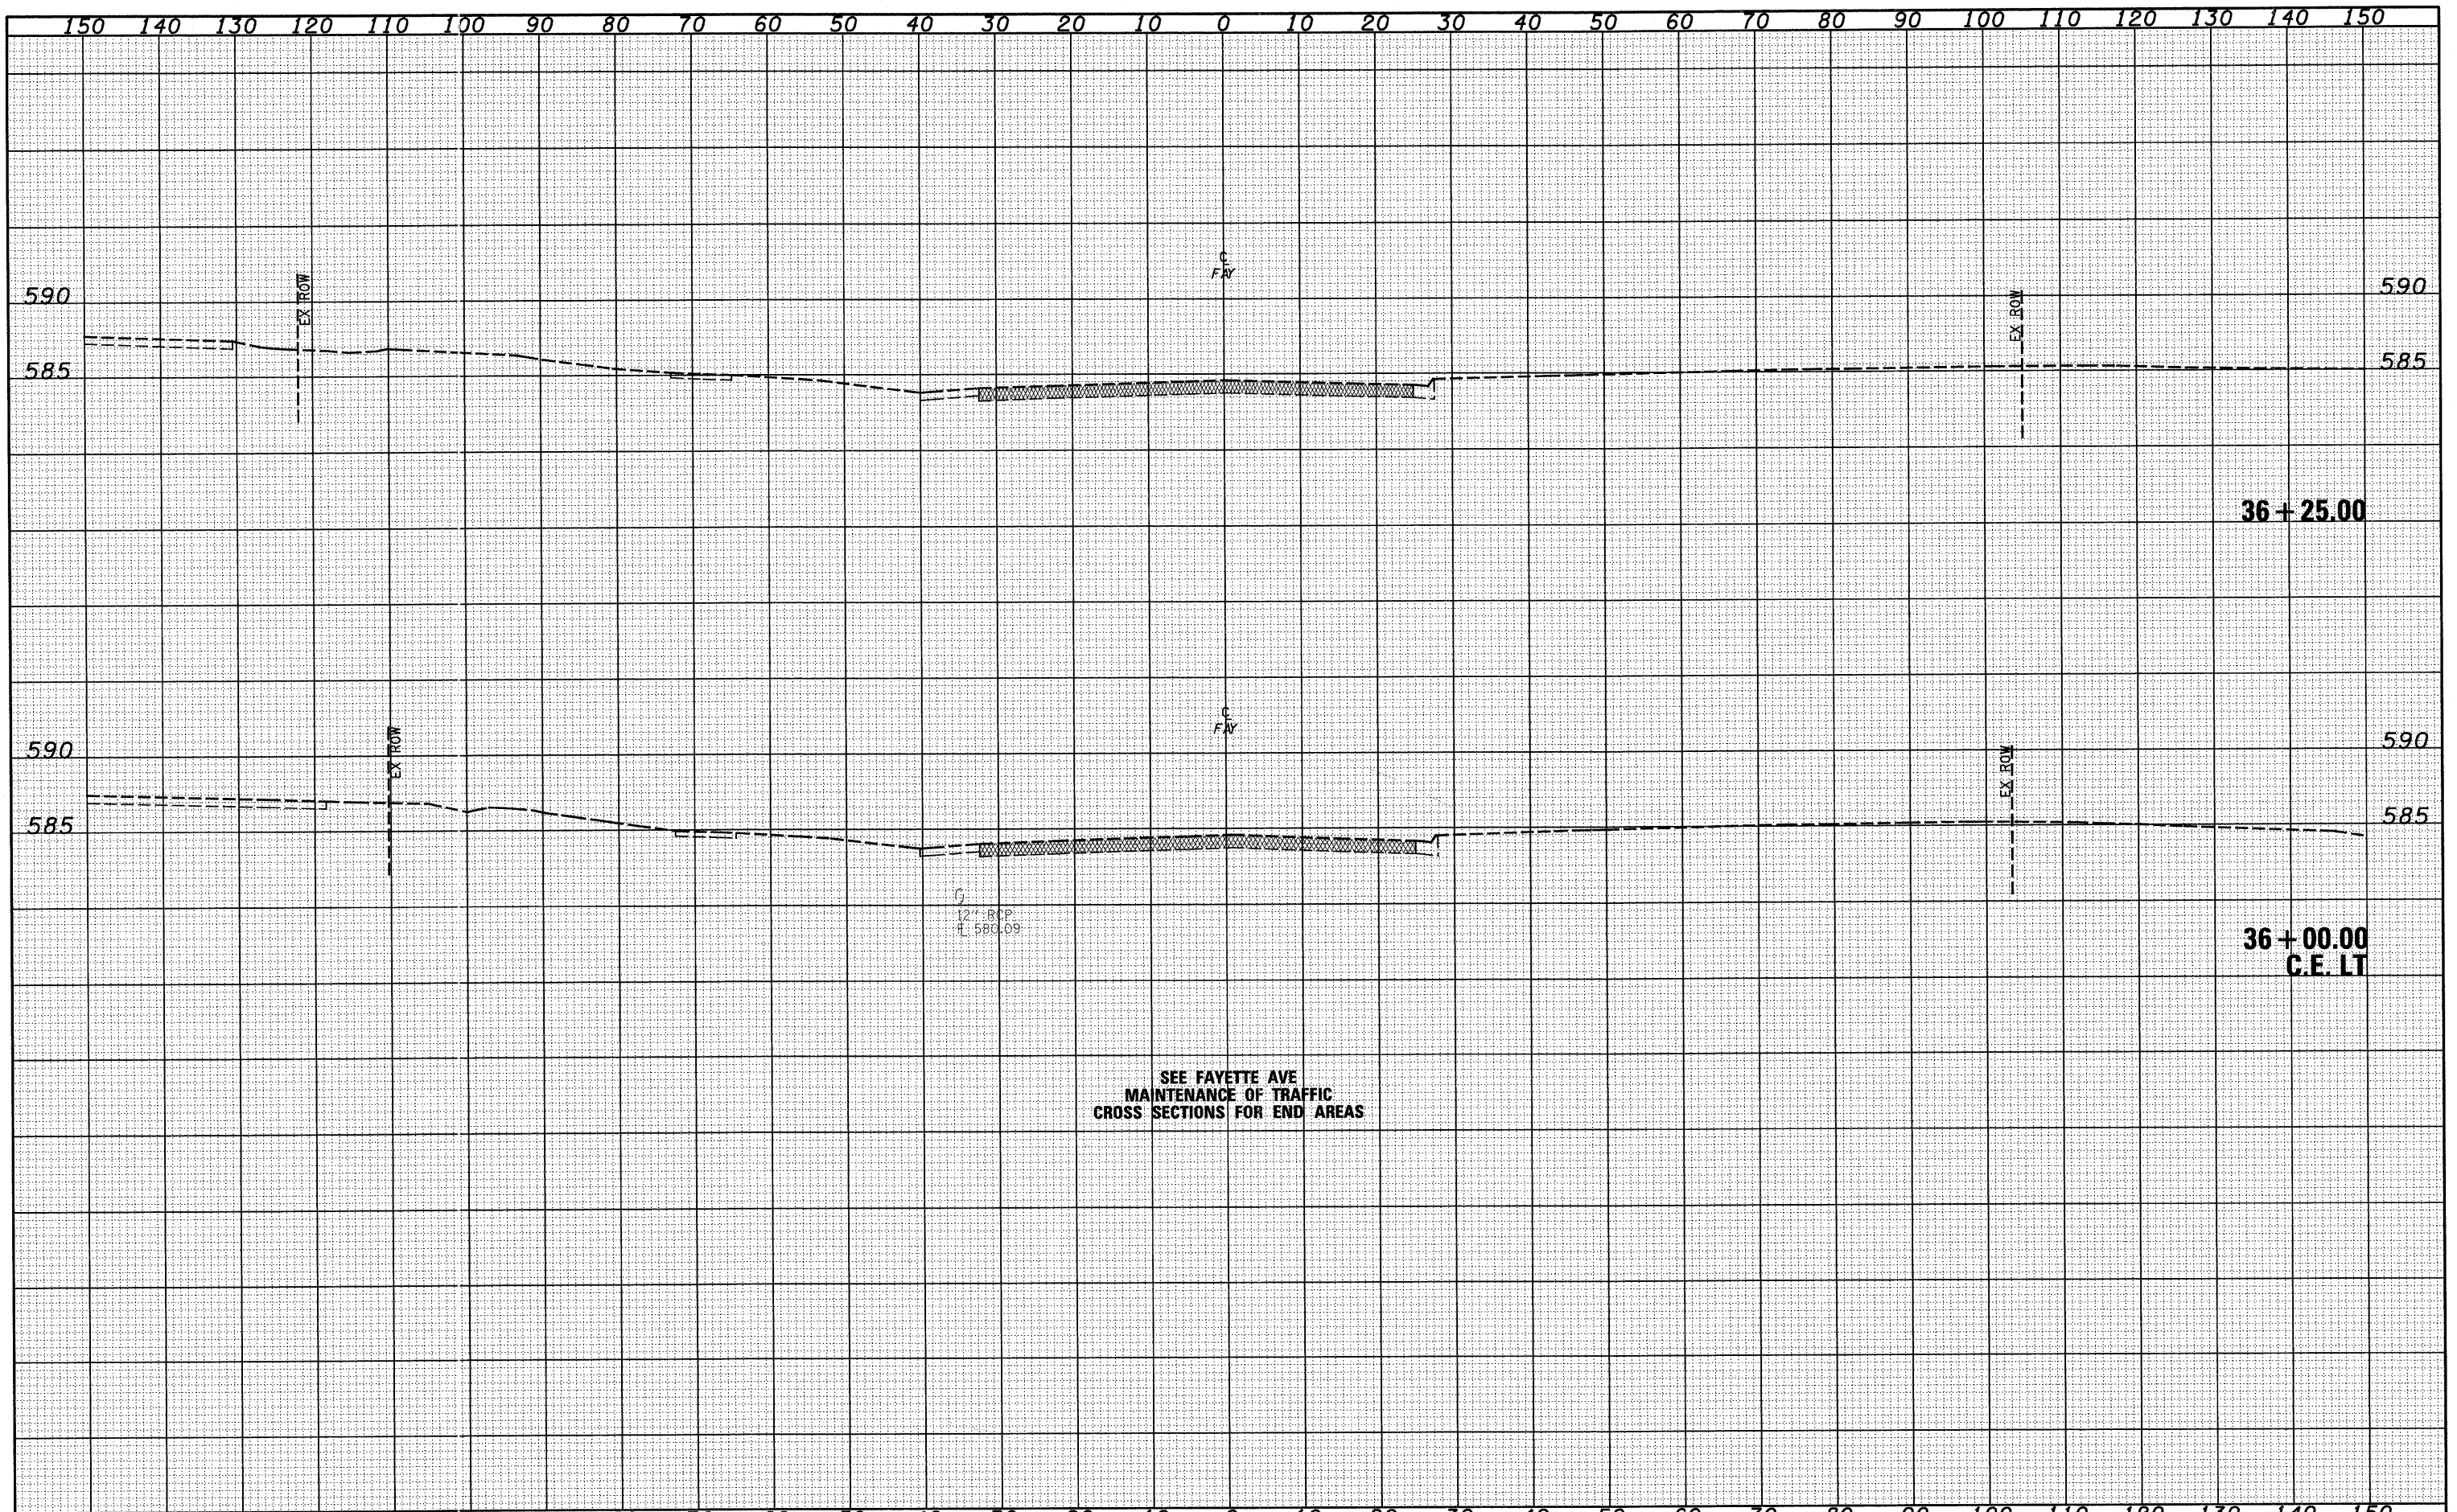 150 140 130 120 110 100 90 80 70 60 50 40 30 20 10 0 10 20 30 40 50 60 70 80 90 100 110 120 130 140 150
℄
FAY
EX ROW
EX ROW
590 590
585 585
36 + 25.00
℄
FAY
EX ROW
EX ROW
590 590
585 585
12" RCP
FL 580.09
36 + 00.00
C.E. LT
SEE FAYETTE AVE
MAINTENANCE OF TRAFFIC
CROSS SECTIONS FOR END AREAS